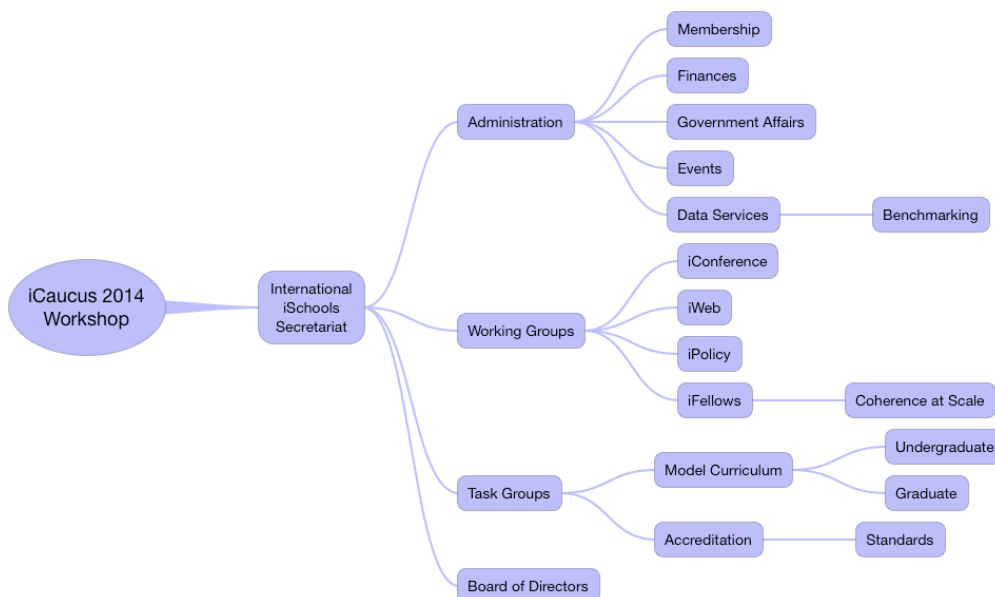 iCaucus 2014
Workshop
International
iSchools
Secretariat
Administration
Membership
Finances
Government Affairs
Events
Data Services
Benchmarking
Working Groups
iConference
iWeb
iPolicy
iFellows
Coherence at Scale
Task Groups
Model Curriculum
Undergraduate
Graduate
Accreditation
Standards
Board of Directors